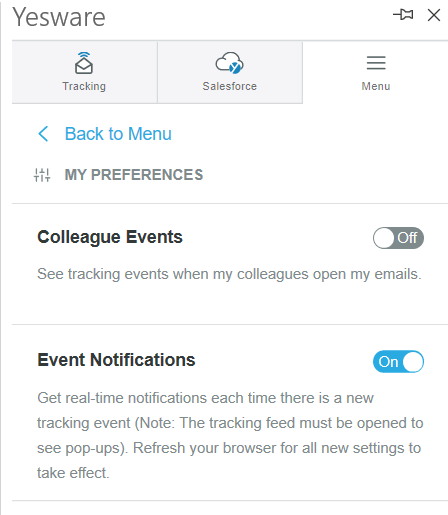 Yesware
Tracking
Salesforce
Menu
Back to Menu
MY PREFERENCES
Colleague Events
Off
See tracking events when my colleagues open my emails.
Event Notifications
On
Get real-time notifications each time there is a new
tracking event (Note: The tracking feed must be opened to
see pop-ups). Refresh your browser for all new settings to
take effect.